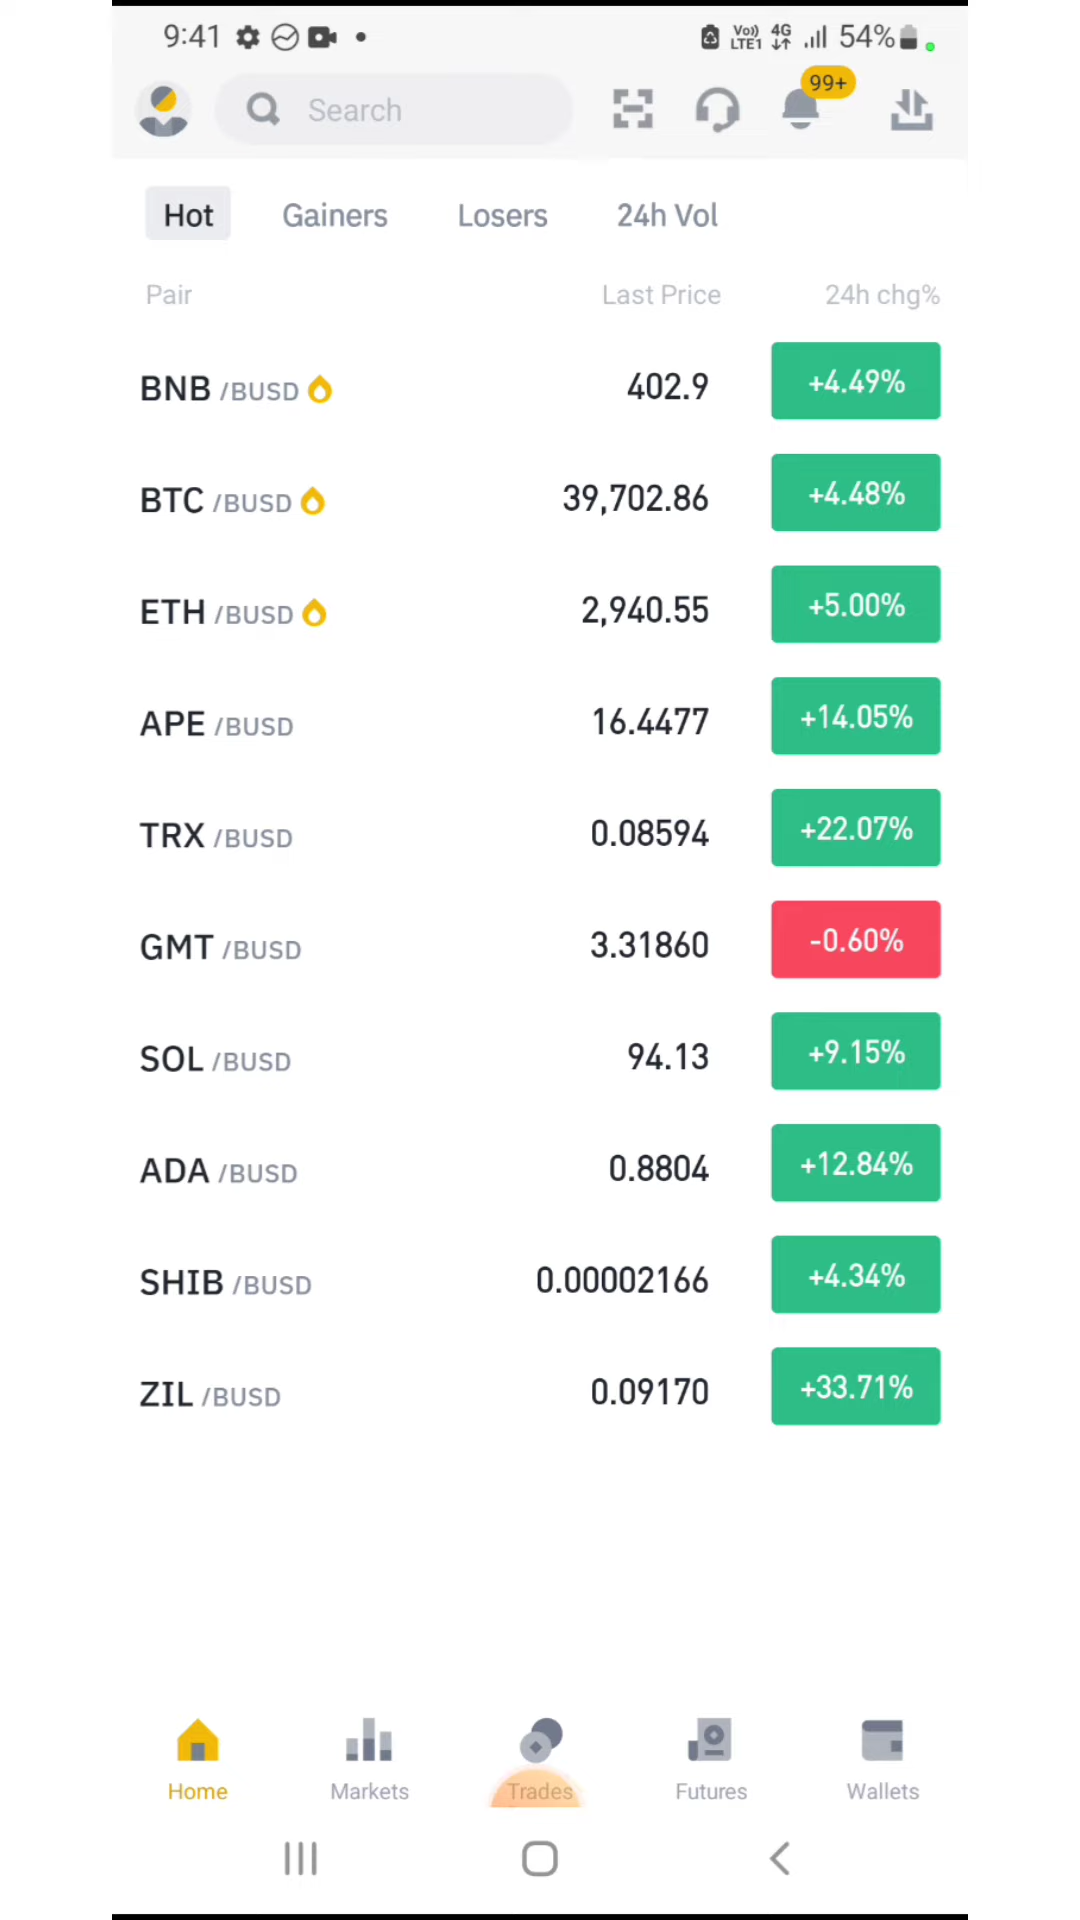 9:41 Vo)) LTE1 4G 54%
Search 99+
Hot Gainers Losers 24h Vol
Pair Last Price 24h chg%
BNB /BUSD 402.9 +4.49%
BTC /BUSD 39,702.86 +4.48%
ETH /BUSD 2,940.55 +5.00%
APE /BUSD 16.4477 +14.05%
TRX /BUSD 0.08594 +22.07%
GMT /BUSD 3.31860 -0.60%
SOL /BUSD 94.13 +9.15%
ADA /BUSD 0.8804 +12.84%
SHIB /BUSD 0.00002166 +4.34%
ZIL /BUSD 0.09170 +33.71%
Home Markets Trades Futures Wallets